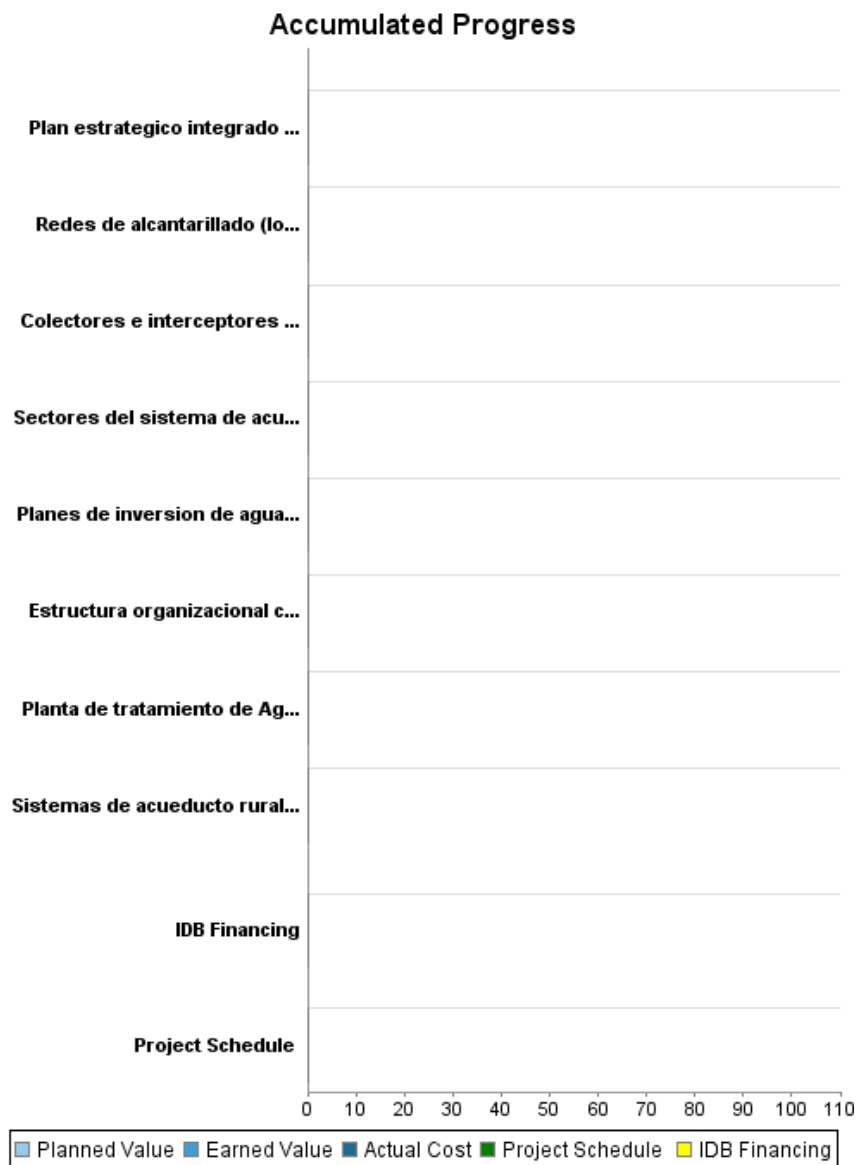 Accumulated Progress
Plan estrategico integrado ...
Redes de alcantarillado (lo...
Colectores e interceptores ...
Sectores del sistema de acu...
Planes de inversion de agua...
Estructura organizacional c...
Planta de tratamiento de Ag...
Sistemas de acueducto rural...
IDB Financing
Project Schedule
0 10 20 30 40 50 60 70 80 90 100 110
Planned Value Earned Value Actual Cost Project Schedule IDB Financing